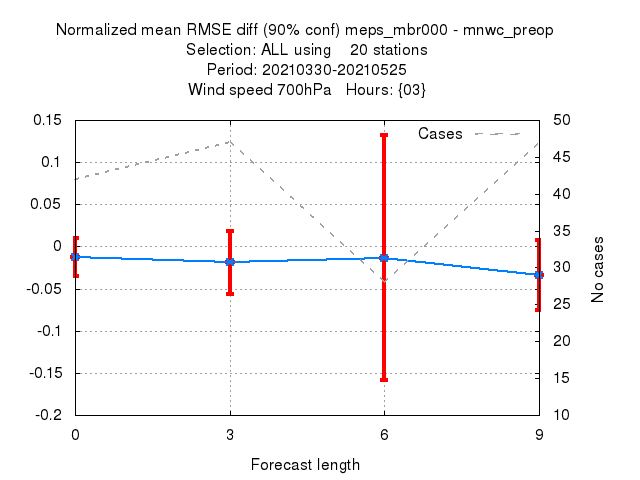 Normalized mean RMSE diff (90% conf) meps_mbr000 - mnwc_preop
Selection: ALL using    20 stations
Period: 20210330-20210525
Wind speed 700hPa   Hours: {03}
Cases
0.15
0.1
0.05
0
-0.05
-0.1
-0.15
-0.2
50
45
40
35
30
25
20
15
10
No cases
0 3 6 9
Forecast length